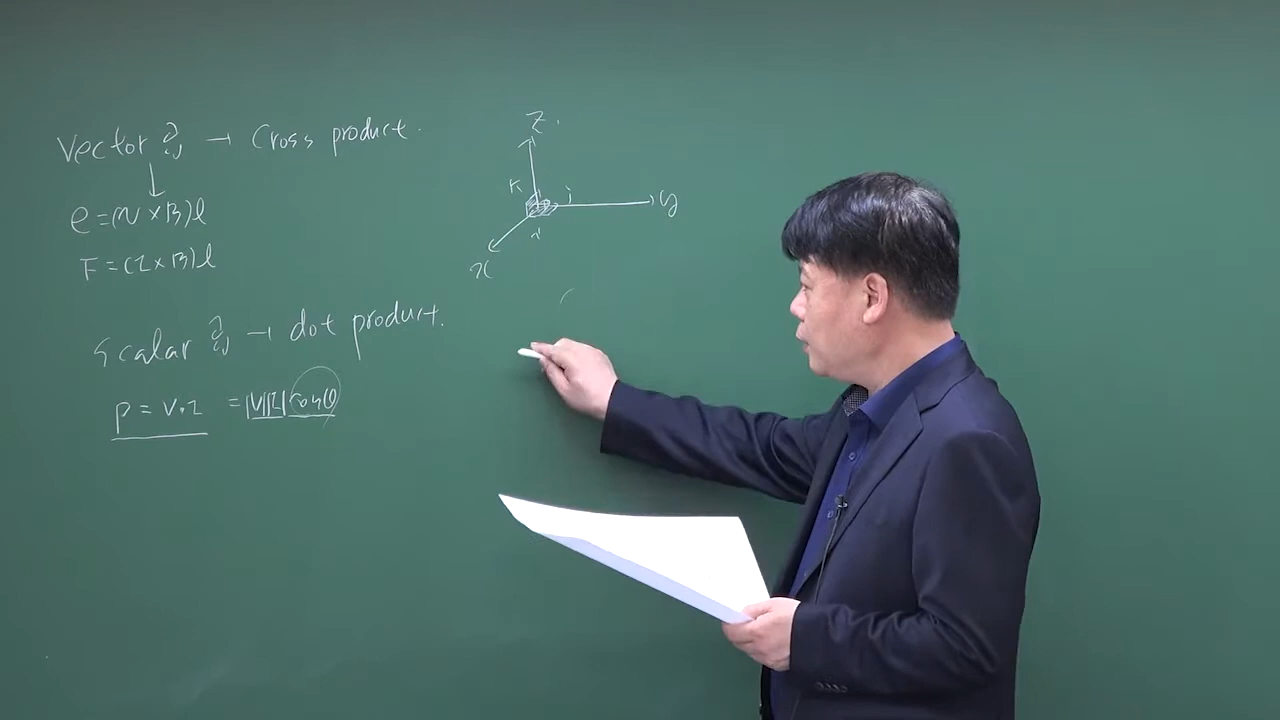 Vector 곱 → Cross product.
e = (v × B)l
F = (I × B)l
Scalar 곱 → dot product.
P = V · I = |V||I| cosθ
z
k j y
i
x